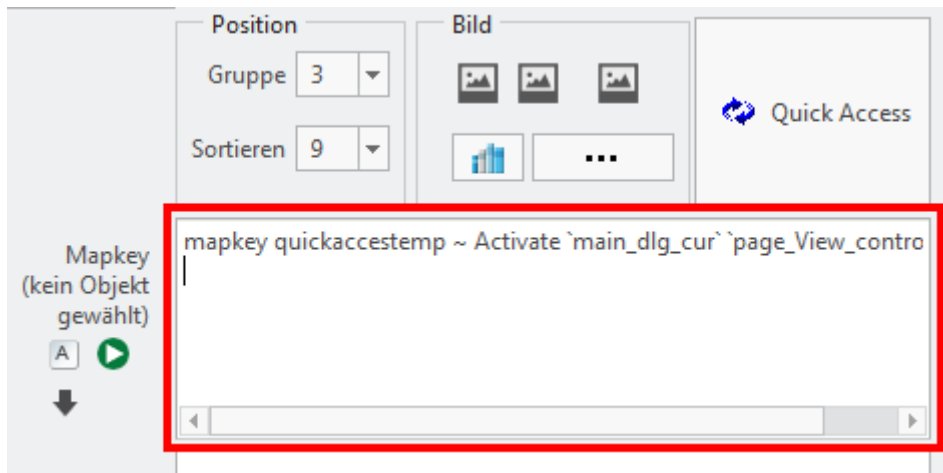 Position
Bild
Gruppe 3
Sortieren 9
...
Quick Access
Mapkey
(kein Objekt
gewählt)
A
mapkey quickaccestemp ~ Activate `main_dlg_cur` `page_View_contro